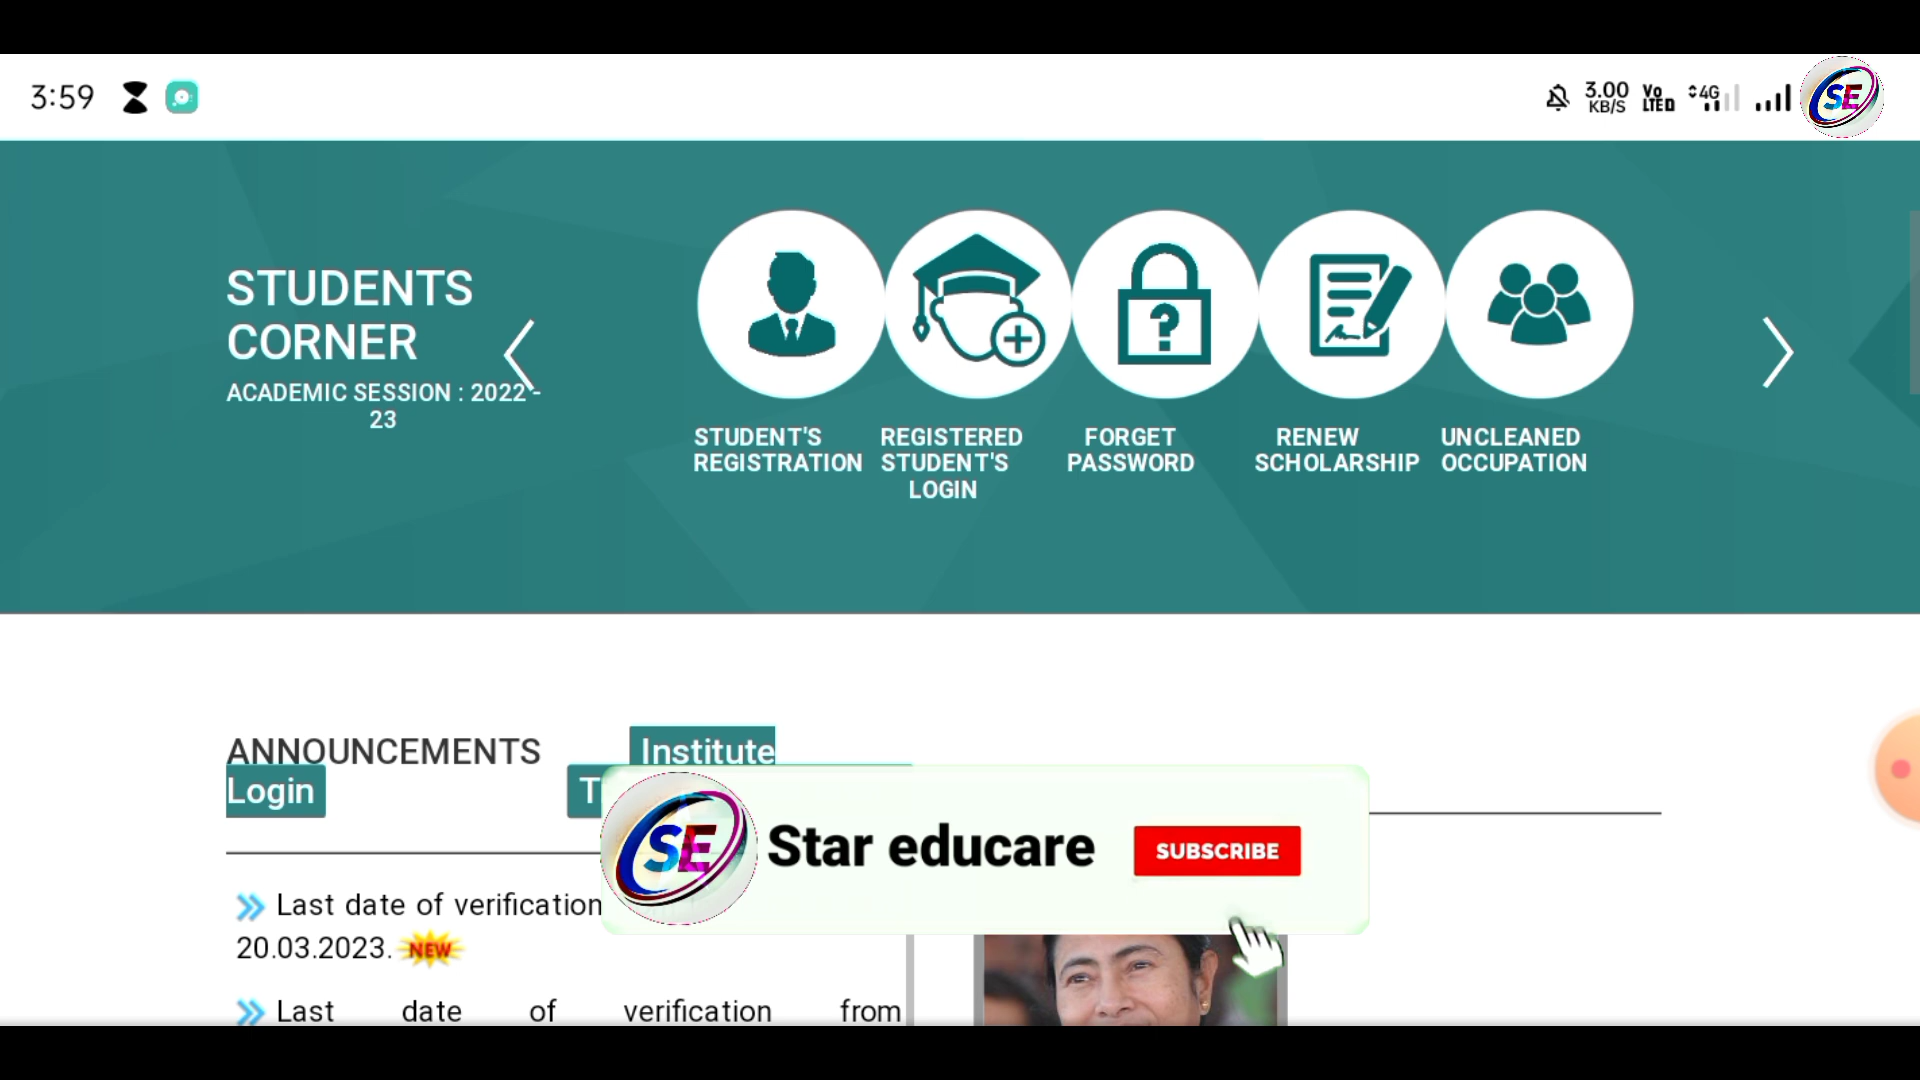 3:59
3.00
KB/S
Vo
LTE
4G
SE
STUDENTS
CORNER
ACADEMIC SESSION : 2022 -
23
STUDENT'S
REGISTRATION
REGISTERED
STUDENT'S
LOGIN
FORGET
PASSWORD
?
RENEW
SCHOLARSHIP
UNCLEANED
OCCUPATION
ANNOUNCEMENTS Institute
Login
SE Star educare SUBSCRIBE
Last date of verification
20.03.2023. NEW
Last date of verification from